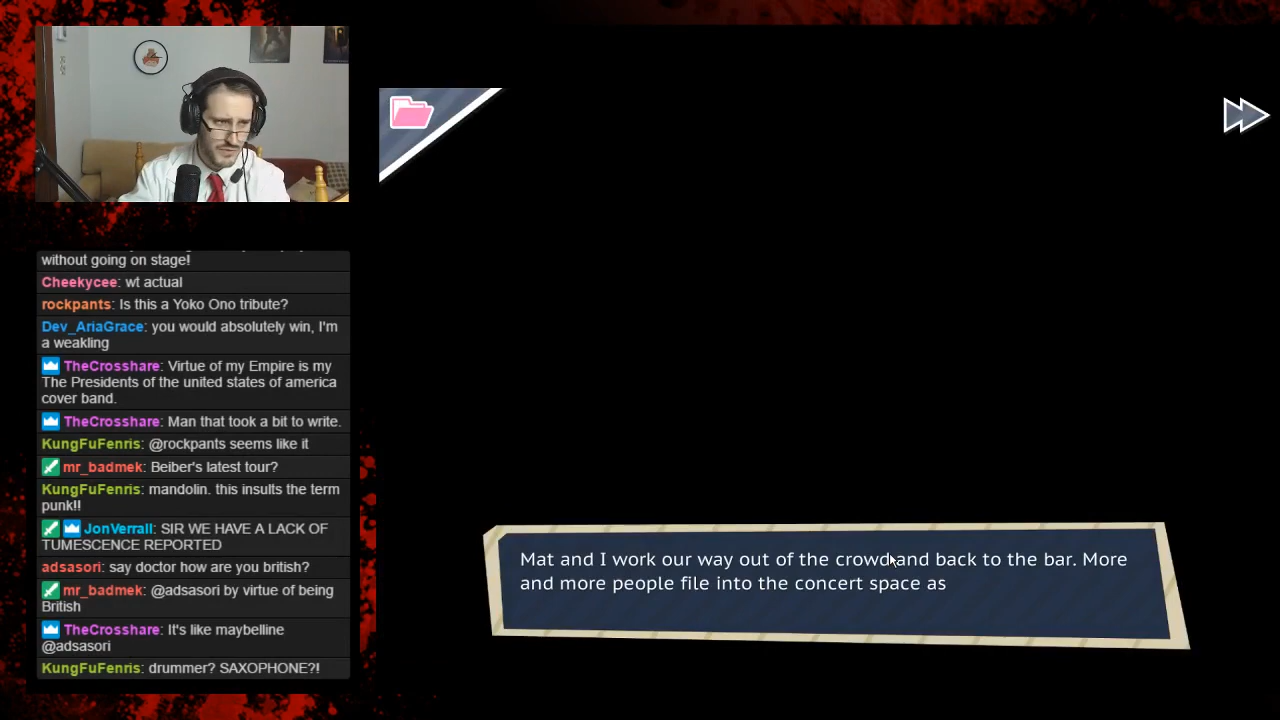 without going on stage!
Cheekycee: wt actual
rockpants: Is this a Yoko Ono tribute?
Dev_AriaGrace: you would absolutely win, I'm
a weakling
TheCrosshare: Virtue of my Empire is my
The Presidents of the united states of america
cover band.
TheCrosshare: Man that took a bit to write.
KungFuFenris: @rockpants seems like it
mr_badmek: Beiber's latest tour?
KungFuFenris: mandolin. this insults the term
punk!!
JonVerrall: SIR WE HAVE A LACK OF
TUMESCENCE REPORTED
adsasori: say doctor how are you british?
mr_badmek: @adsasori by virtue of being
British
TheCrosshare: It's like maybelline
@adsasori
KungFuFenris: drummer? SAXOPHONE?!
Mat and I work our way out of the crowd and back to the bar. More
and more people file into the concert space as